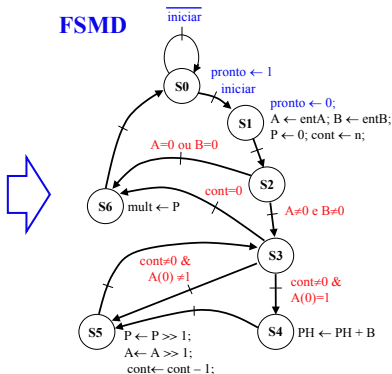 FSMD
iniciar
S0
pronto ← 1
iniciar
S1
pronto ← 0;
A ← entA; B ← entB;
P ← 0; cont ← n;
A=0 ou B=0
S2
S6
mult ← P
cont=0
A≠0 e B≠0
S3
cont≠0 &
A(0) ≠1
cont≠0 &
A(0)=1
S5
S4
PH ← PH + B
P ← P >> 1;
A← A >> 1;
cont← cont – 1;